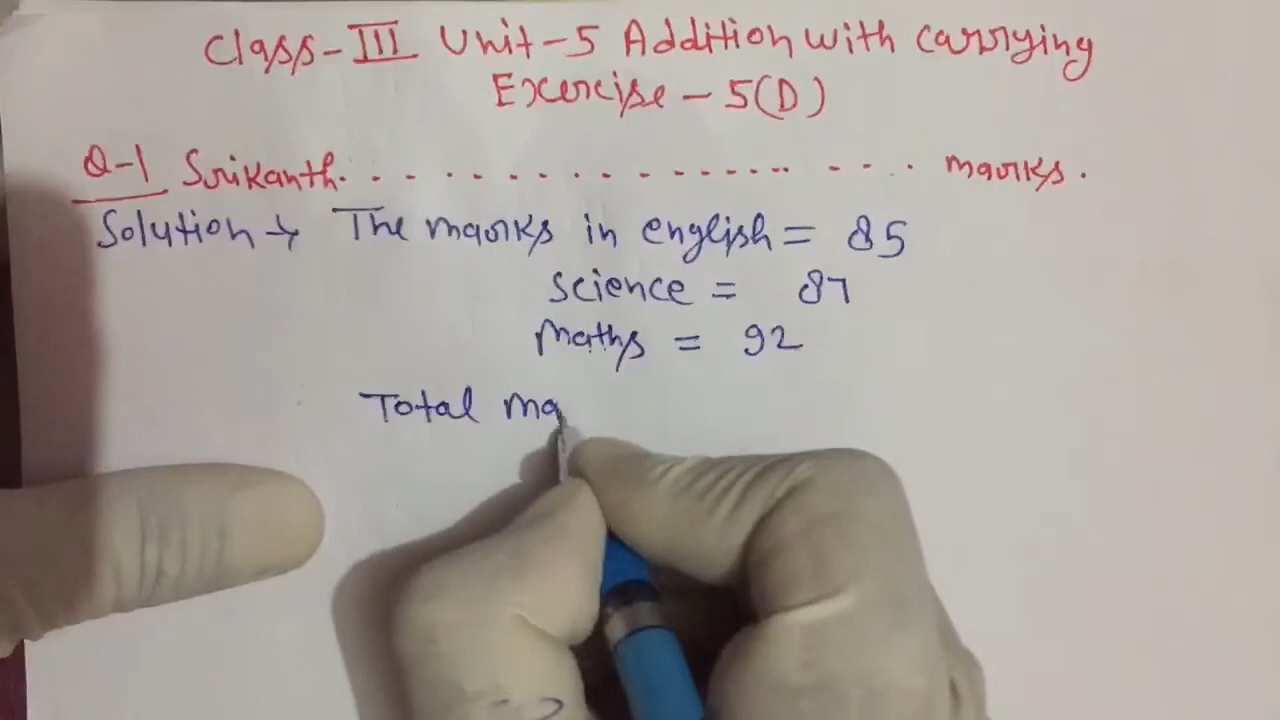 Class-III Unit-5 Addition with carrying
Exercise - 5(D)
Q-1 Srikanth. . . . . . . . . . . . . . . . . . . . . marks.
Solution → The marks in english = 85
science = 87
Maths = 92
Total ma